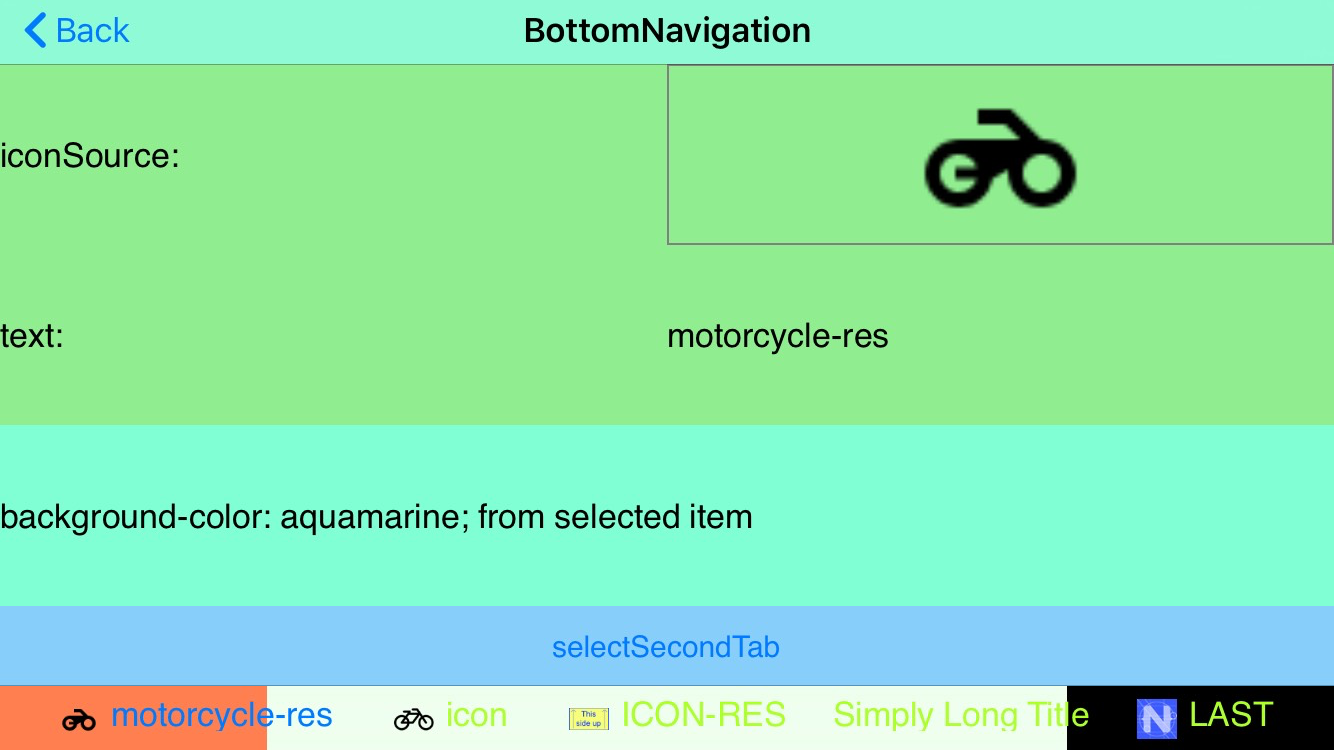 Back
BottomNavigation
iconSource:
text:
motorcycle-res
background-color: aquamarine; from selected item
selectSecondTab
motorcycle-res
icon
This
side up
ICON-RES
Simply Long Title
N
LAST